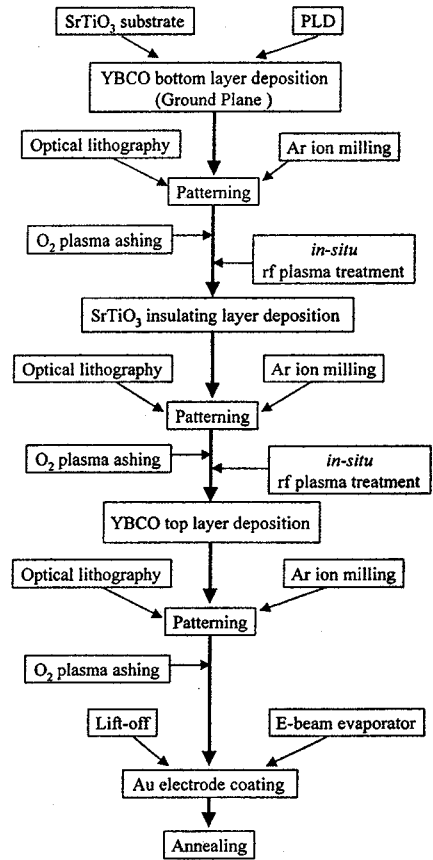 SrTiO3 substrate
PLD
YBCO bottom layer deposition
(Ground Plane )
Optical lithography
Ar ion milling
Patterning
O2 plasma ashing
in-situ
rf plasma treatment
SrTiO3 insulating layer deposition
Optical lithography
Ar ion milling
Patterning
O2 plasma ashing
in-situ
rf plasma treatment
YBCO top layer deposition
Optical lithography
Ar ion milling
Patterning
O2 plasma ashing
Lift-off
E-beam evaporator
Au electrode coating
Annealing